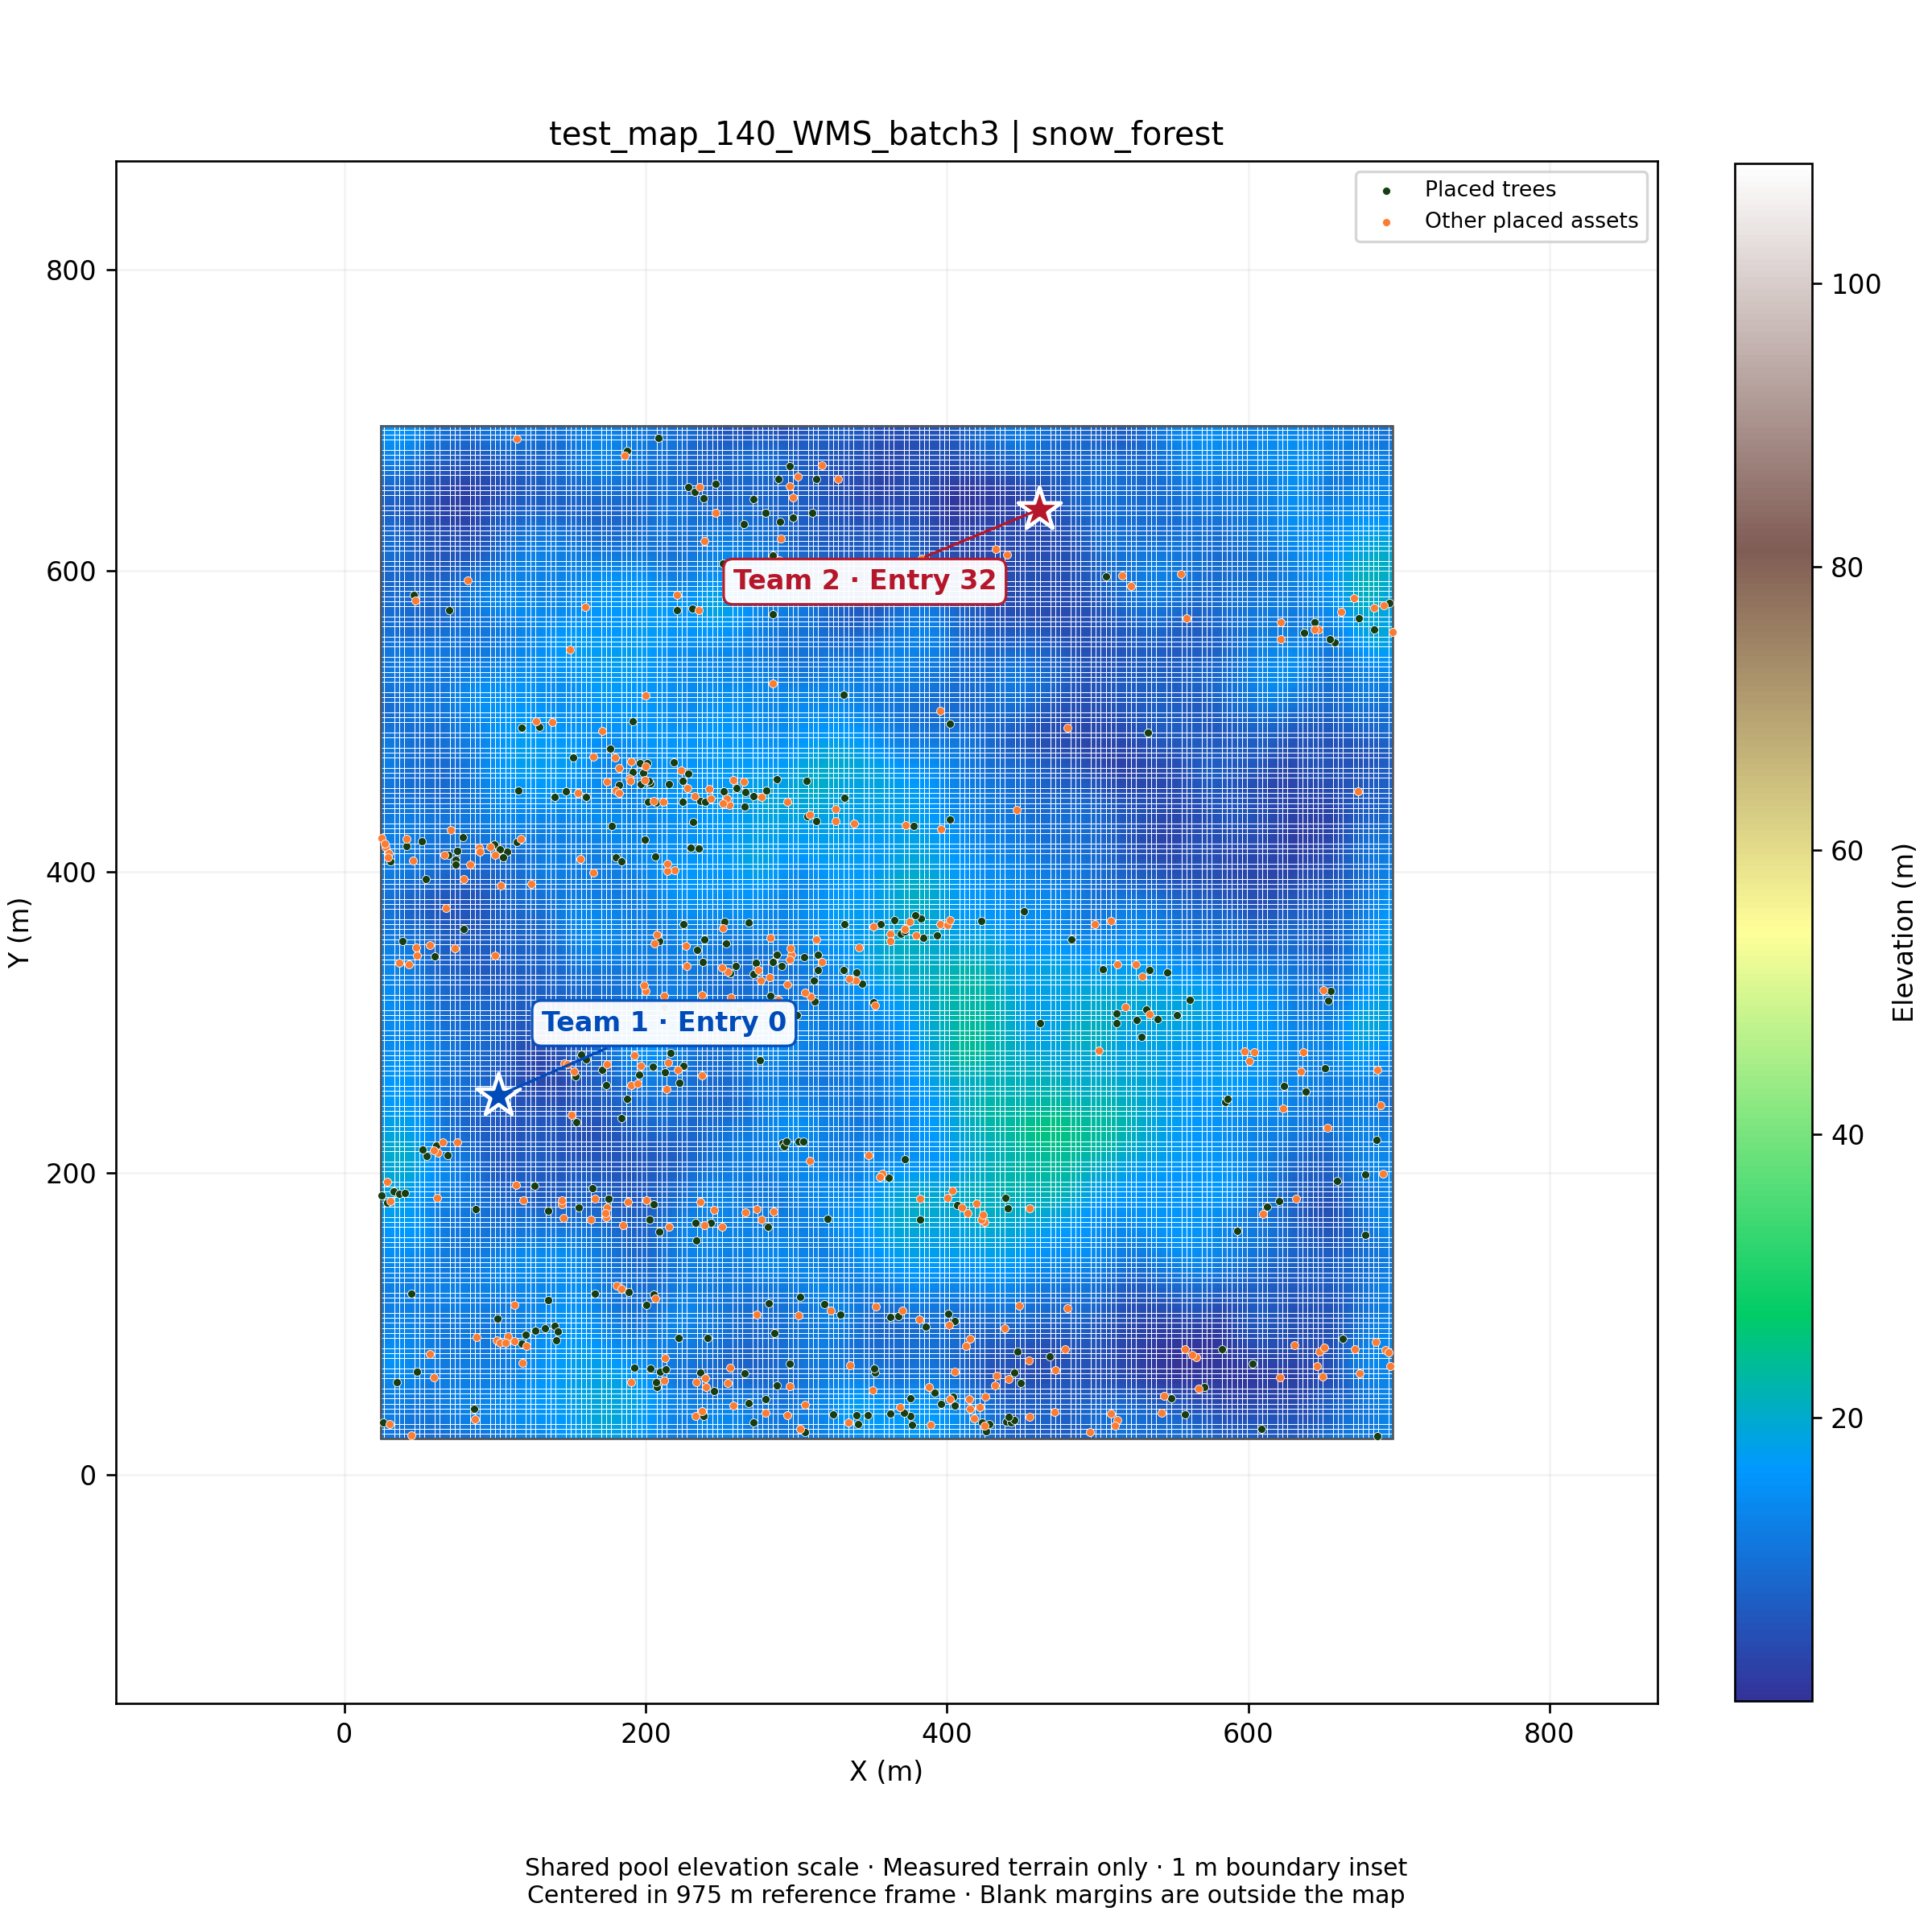 test_map_140_WMS_batch3 | snow_forest
Placed trees
Other placed assets
Team 2 · Entry 32
Team 1 · Entry 0
800
600
400
200
0
Y (m)
0
200
400
600
800
X (m)
100
80
60
40
20
Elevation (m)
Shared pool elevation scale · Measured terrain only · 1 m boundary inset
Centered in 975 m reference frame · Blank margins are outside the map